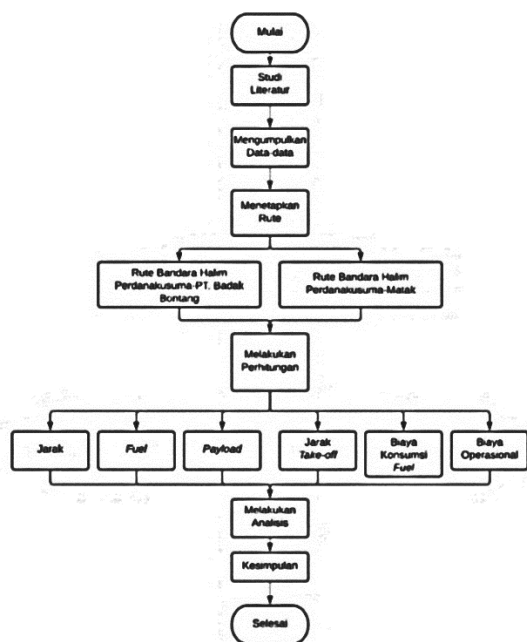 Mulai
Studi
Literatur
Mengumpulkan
Data-data
Menetapkan
Rute
Rute Bandara Halim
Perdanakusuma-PT. Badak
Bontang
Rute Bandara Halim
Perdanakusuma-Matak
Melakukan
Perhitungan
Jarak
Fuel
Payload
Jarak
Take-off
Biaya
Konsumsi
Fuel
Biaya
Operasional
Melakukan
Analisis
Kesimpulan
Selesai